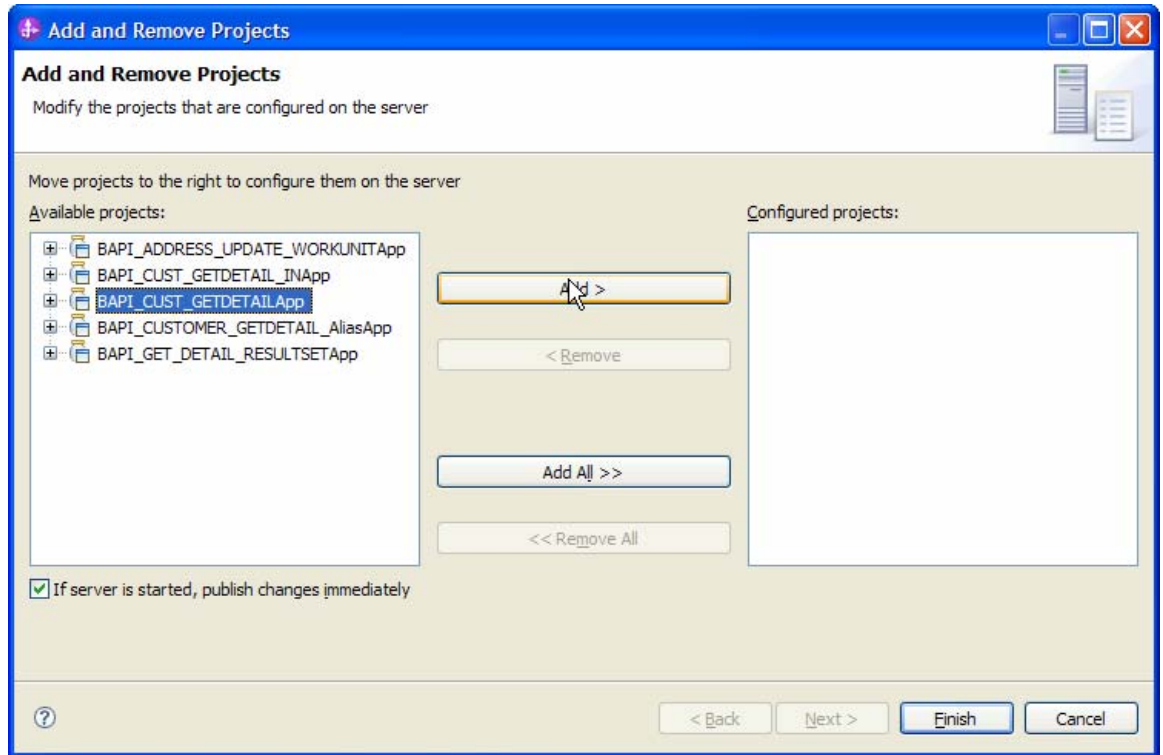 Add and Remove Projects
Add and Remove Projects
Modify the projects that are configured on the server
Move projects to the right to configure them on the server
Available projects:
Configured projects:
BAPI_ADDRESS_UPDATE_WORKUNITApp
BAPI_CUST_GETDETAIL_INApp
BAPI_CUST_GETDETAILApp
BAPI_CUSTOMER_GETDETAIL_AliasApp
BAPI_GET_DETAIL_RESULTSETApp
Add >
< Remove
Add All >>
<< Remove All
If server is started, publish changes immediately
?
< Back
Next >
Finish
Cancel